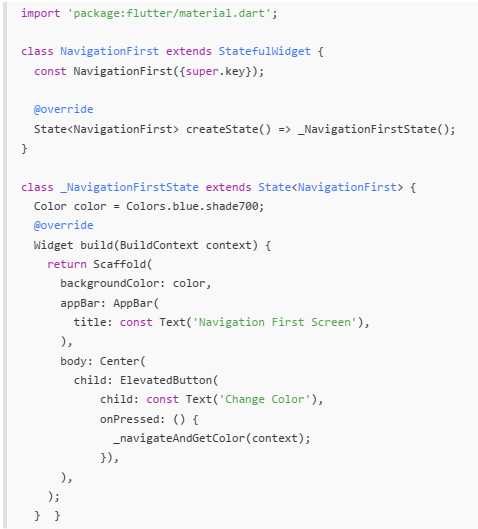 import 'package:flutter/material.dart';

class NavigationFirst extends StatefulWidget {
  const NavigationFirst({super.key});

  @override
  State<NavigationFirst> createState() => _NavigationFirstState();
}

class _NavigationFirstState extends State<NavigationFirst> {
  Color color = Colors.blue.shade700;
  @override
  Widget build(BuildContext context) {
    return Scaffold(
      backgroundColor: color,
      appBar: AppBar(
        title: const Text('Navigation First Screen'),
      ),
      body: Center(
        child: ElevatedButton(
            child: const Text('Change Color'),
            onPressed: () {
              _navigateAndGetColor(context);
            }),
      ),
    );
  }  }